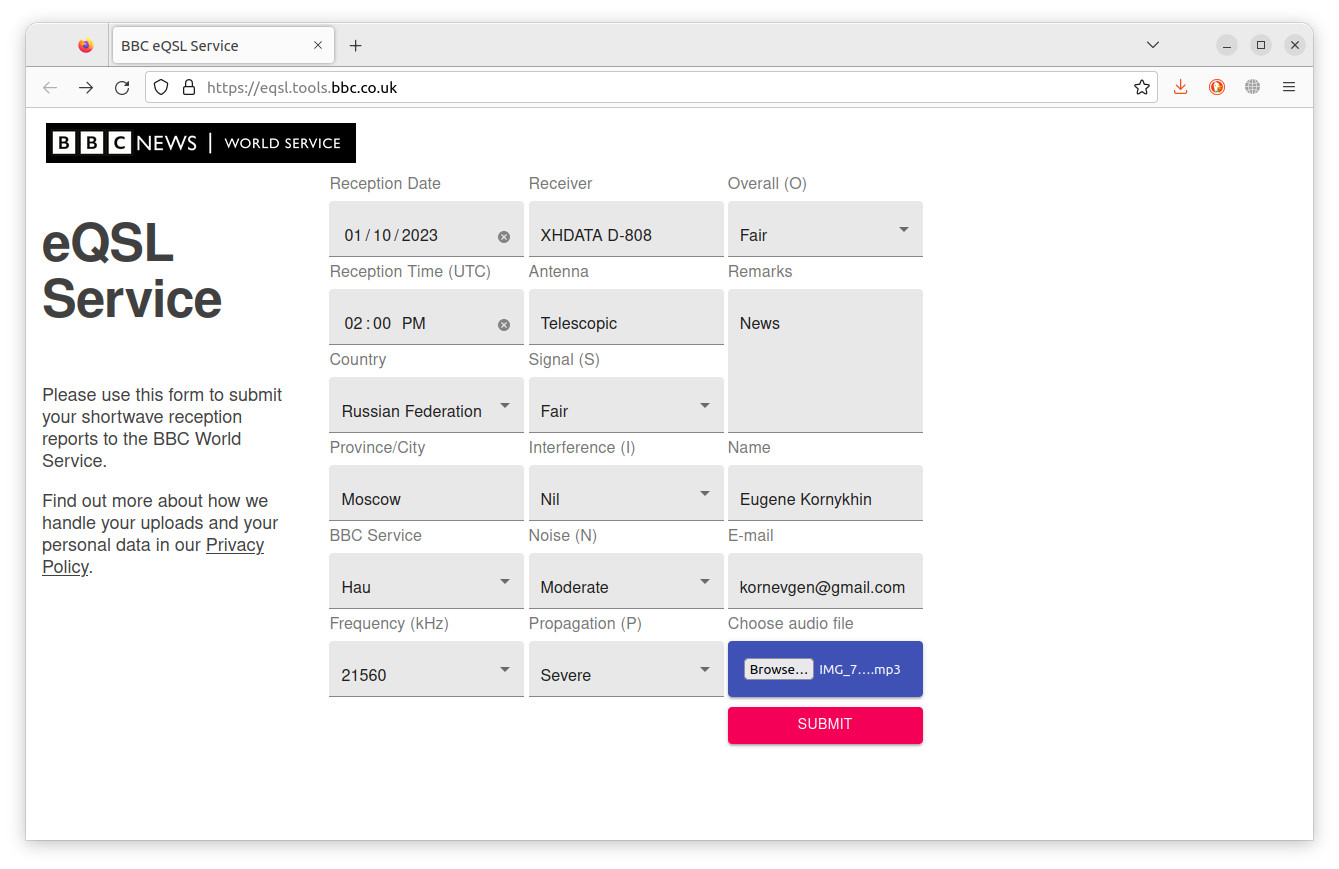 BBC eQSL Service
https://eqsl.tools.bbc.co.uk
BBC NEWS | WORLD SERVICE
eQSL
Service
Please use this form to submit
your shortwave reception
reports to the BBC World
Service.
Find out more about how we
handle your uploads and your
personal data in our Privacy
Policy.
Reception Date
01/10/2023
Reception Time (UTC)
02:00 PM
Country
Russian Federation
Province/City
Moscow
BBC Service
Hau
Frequency (kHz)
21560
Receiver
XHDATA D-808
Antenna
Telescopic
Signal (S)
Fair
Interference (I)
Nil
Noise (N)
Moderate
Propagation (P)
Severe
Overall (O)
Fair
Remarks
News
Name
Eugene Kornykhin
E-mail
kornevgen@gmail.com
Choose audio file
Browse... IMG_7....mp3
SUBMIT